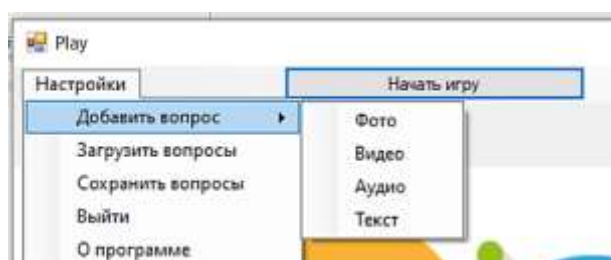 Play
Настройки
Начать игру
Добавить вопрос
Фото
Загрузить вопросы
Видео
Сохранить вопросы
Аудио
Выйти
Текст
О программе